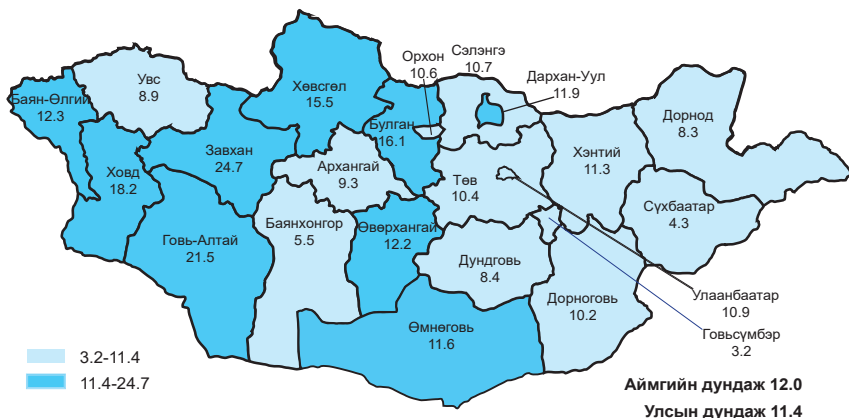 Орхон
10.6
Сэлэнгэ
10.7
Дархан-Уул
11.9
Увс
8.9
Хөвсгөл
15.5
Баян-Өлгий
12.3
Булган
16.1
Дорнод
8.3
Завхан
24.7
Хэнтий
11.3
Ховд
18.2
Архангай
9.3
Төв
10.4
Сүхбаатар
4.3
Баянхонгор
5.5
Өвөрхангай
12.2
Говь-Алтай
21.5
Дундговь
8.4
Дорноговь
10.2
Улаанбаатар
10.9
Говьсүмбэр
3.2
Өмнөговь
11.6
3.2-11.4
11.4-24.7
Аймгийн дундаж 12.0
Улсын дундаж 11.4